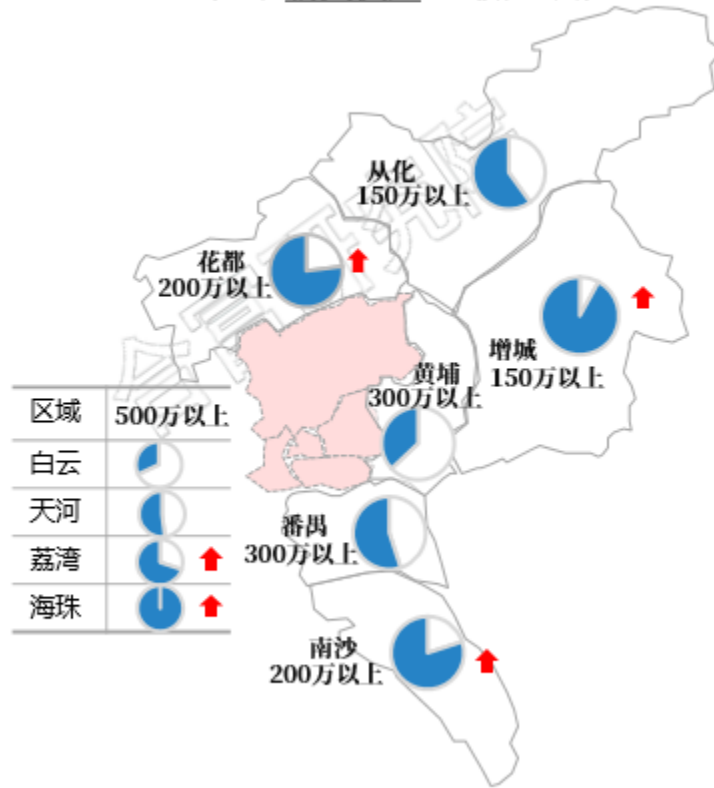 从化
150万以上
花都
200万以上
增城
150万以上
黄埔
300万以上
区域 500万以上
白云
天河
荔湾
海珠
番禺
300万以上
南沙
200万以上